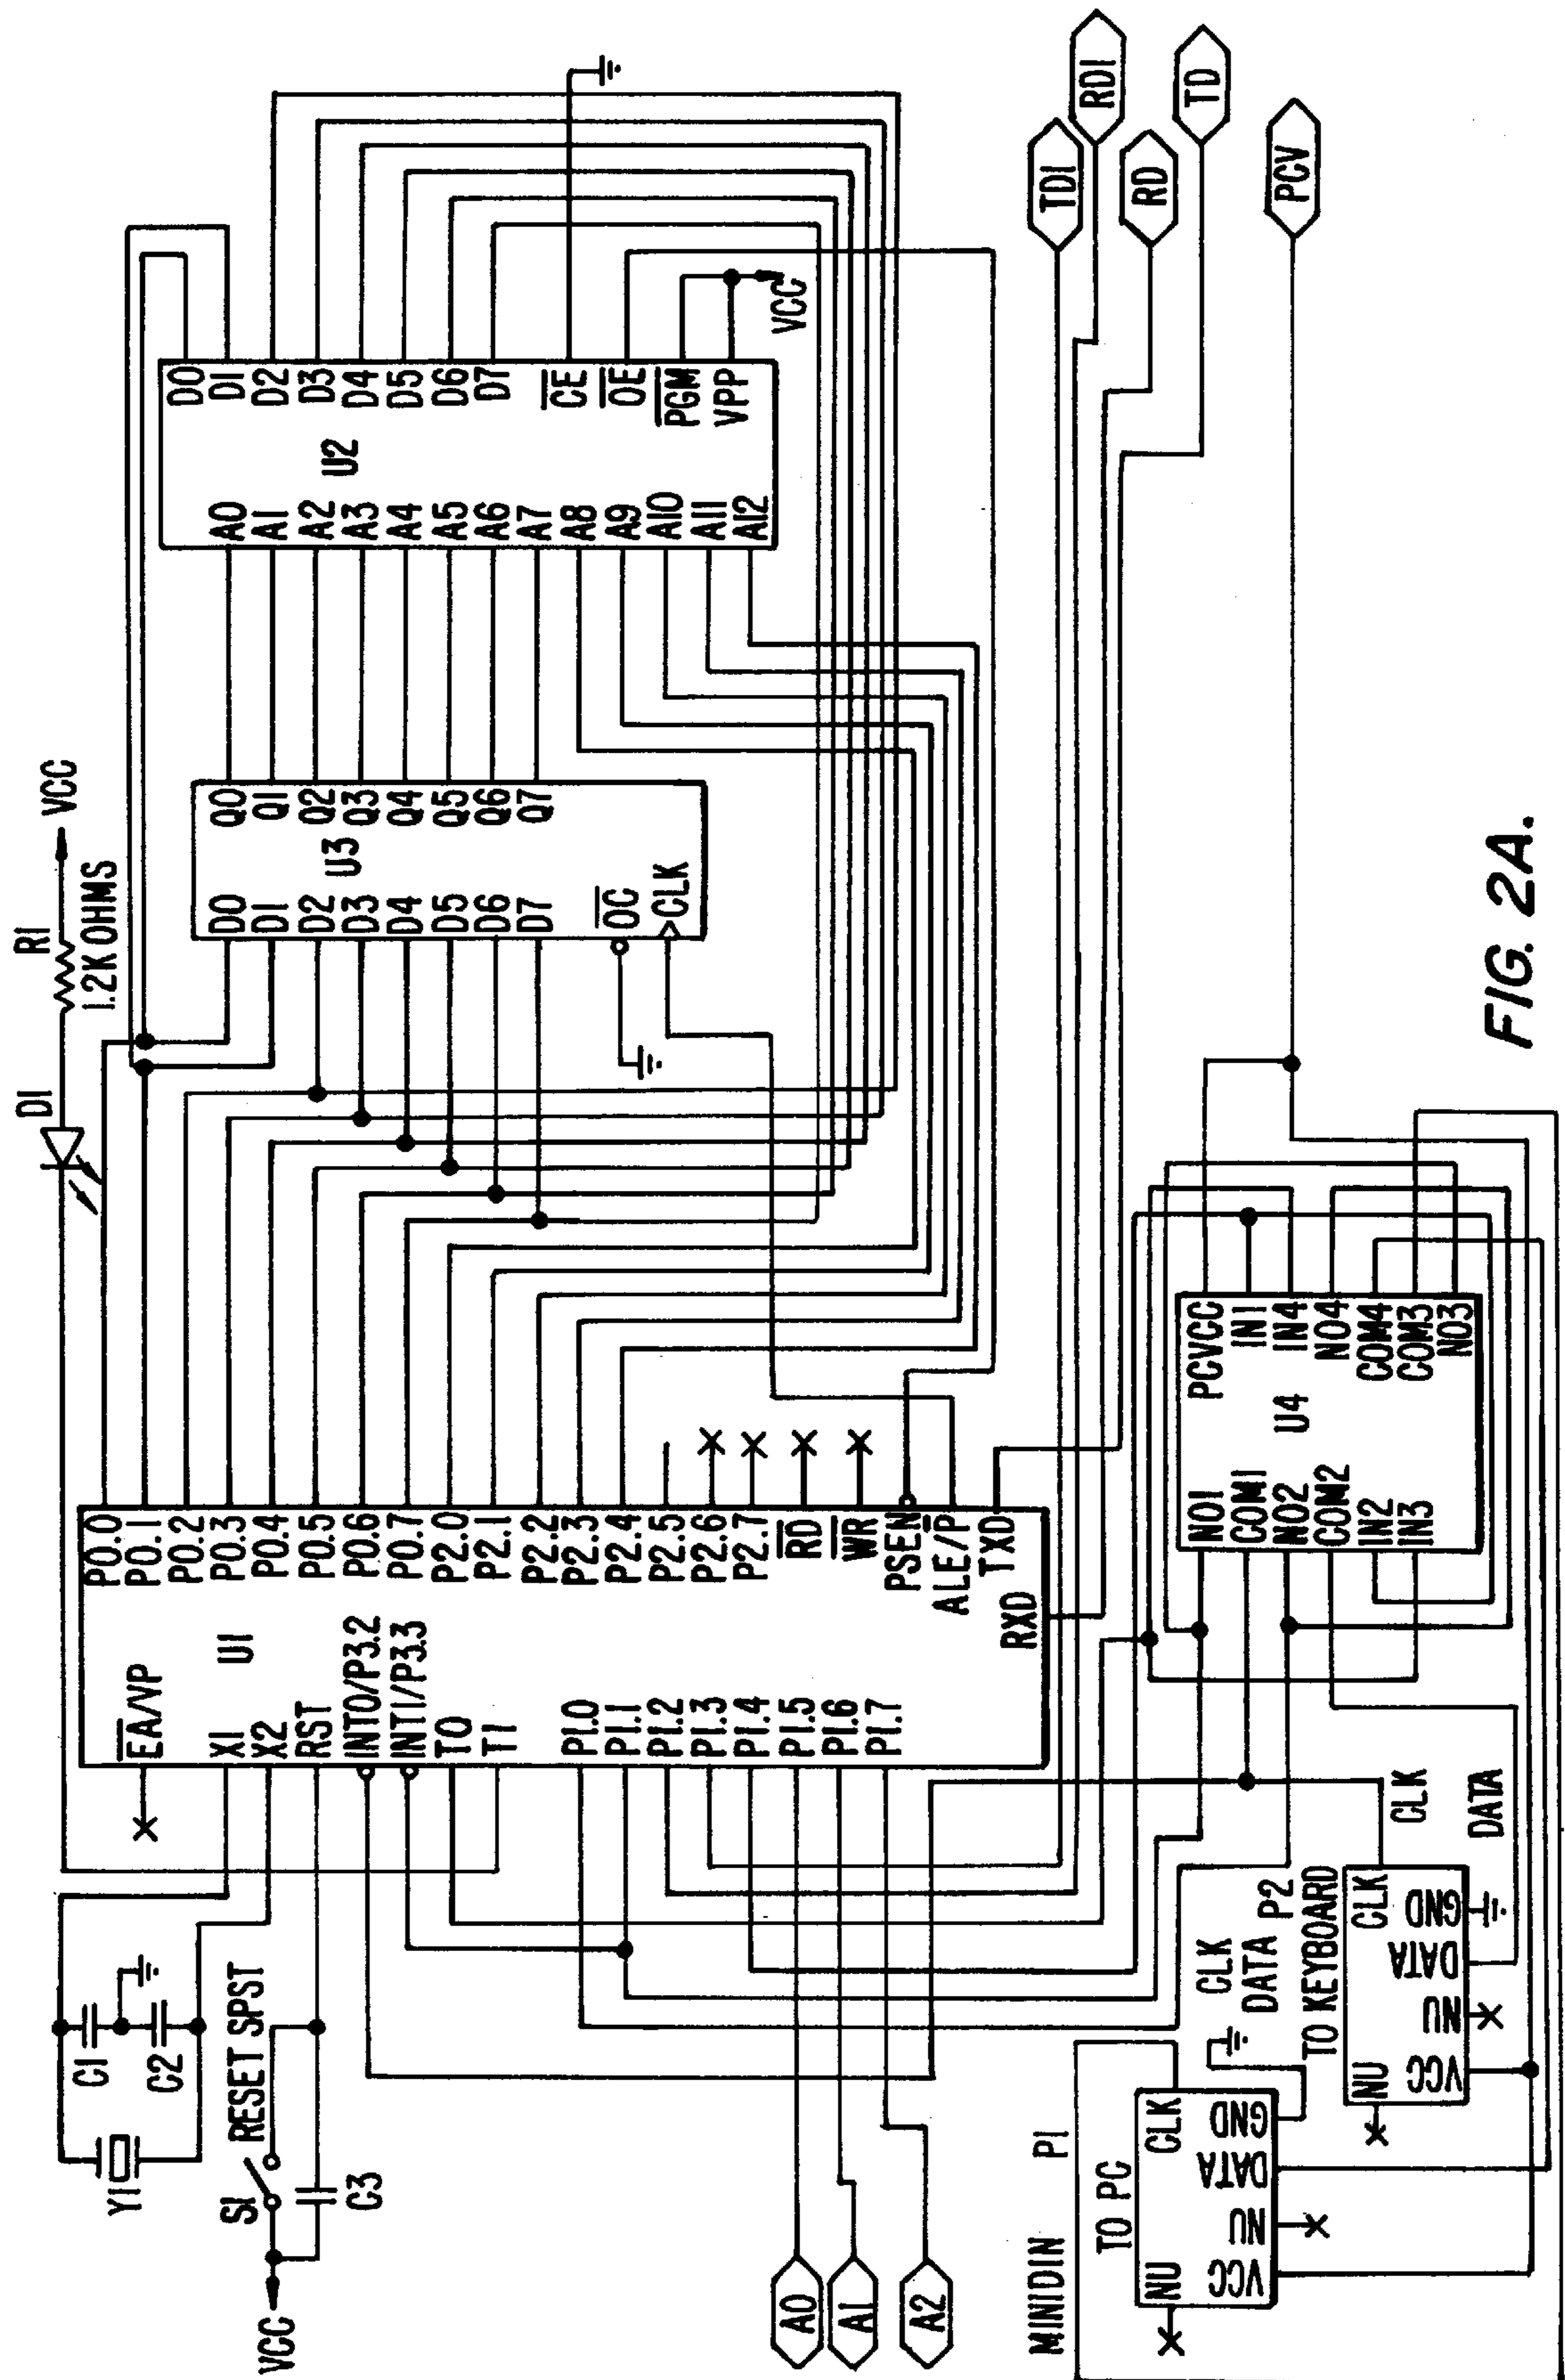 D1
R1
1.2K OHMS
VCC
Y1
C1
C2
S1
RESET SPST
VCC
C3
U1
EA/VP
X1
X2
RST
INT0/P3.2
INT1/P3.3
T0
T1
P1.0
P1.1
P1.2
P1.3
P1.4
P1.5
P1.6
P1.7
P0.0
P0.1
P0.2
P0.3
P0.4
P0.5
P0.6
P0.7
P2.0
P2.1
P2.2
P2.3
P2.4
P2.5
P2.6
P2.7
RD
WR
PSEN
ALE/P
TXD
RXD
U3
D0
D1
D2
D3
D4
D5
D6
D7
OC
CLK
Q0
Q1
Q2
Q3
Q4
Q5
Q6
Q7
U2
A0
A1
A2
A3
A4
A5
A6
A7
A8
A9
A10
A11
A12
D0
D1
D2
D3
D4
D5
D6
D7
CE
OE
PGM
VPP
VCC
A0
A1
A2
TD1
RD1
RD
TD
PCV
MINIDIN P1
TO PC
NU
CLK
VCC
NU
DATA
GND
CLK
DATA P2
TO KEYBOARD
NU
CLK
VCC
NU
DATA
GND
CLK
DATA
U4
NO1
COM1
NO2
COM2
IN2
IN3
PCVCC
IN1
IN4
NO4
COM4
COM3
NO3
FIG. 2A.